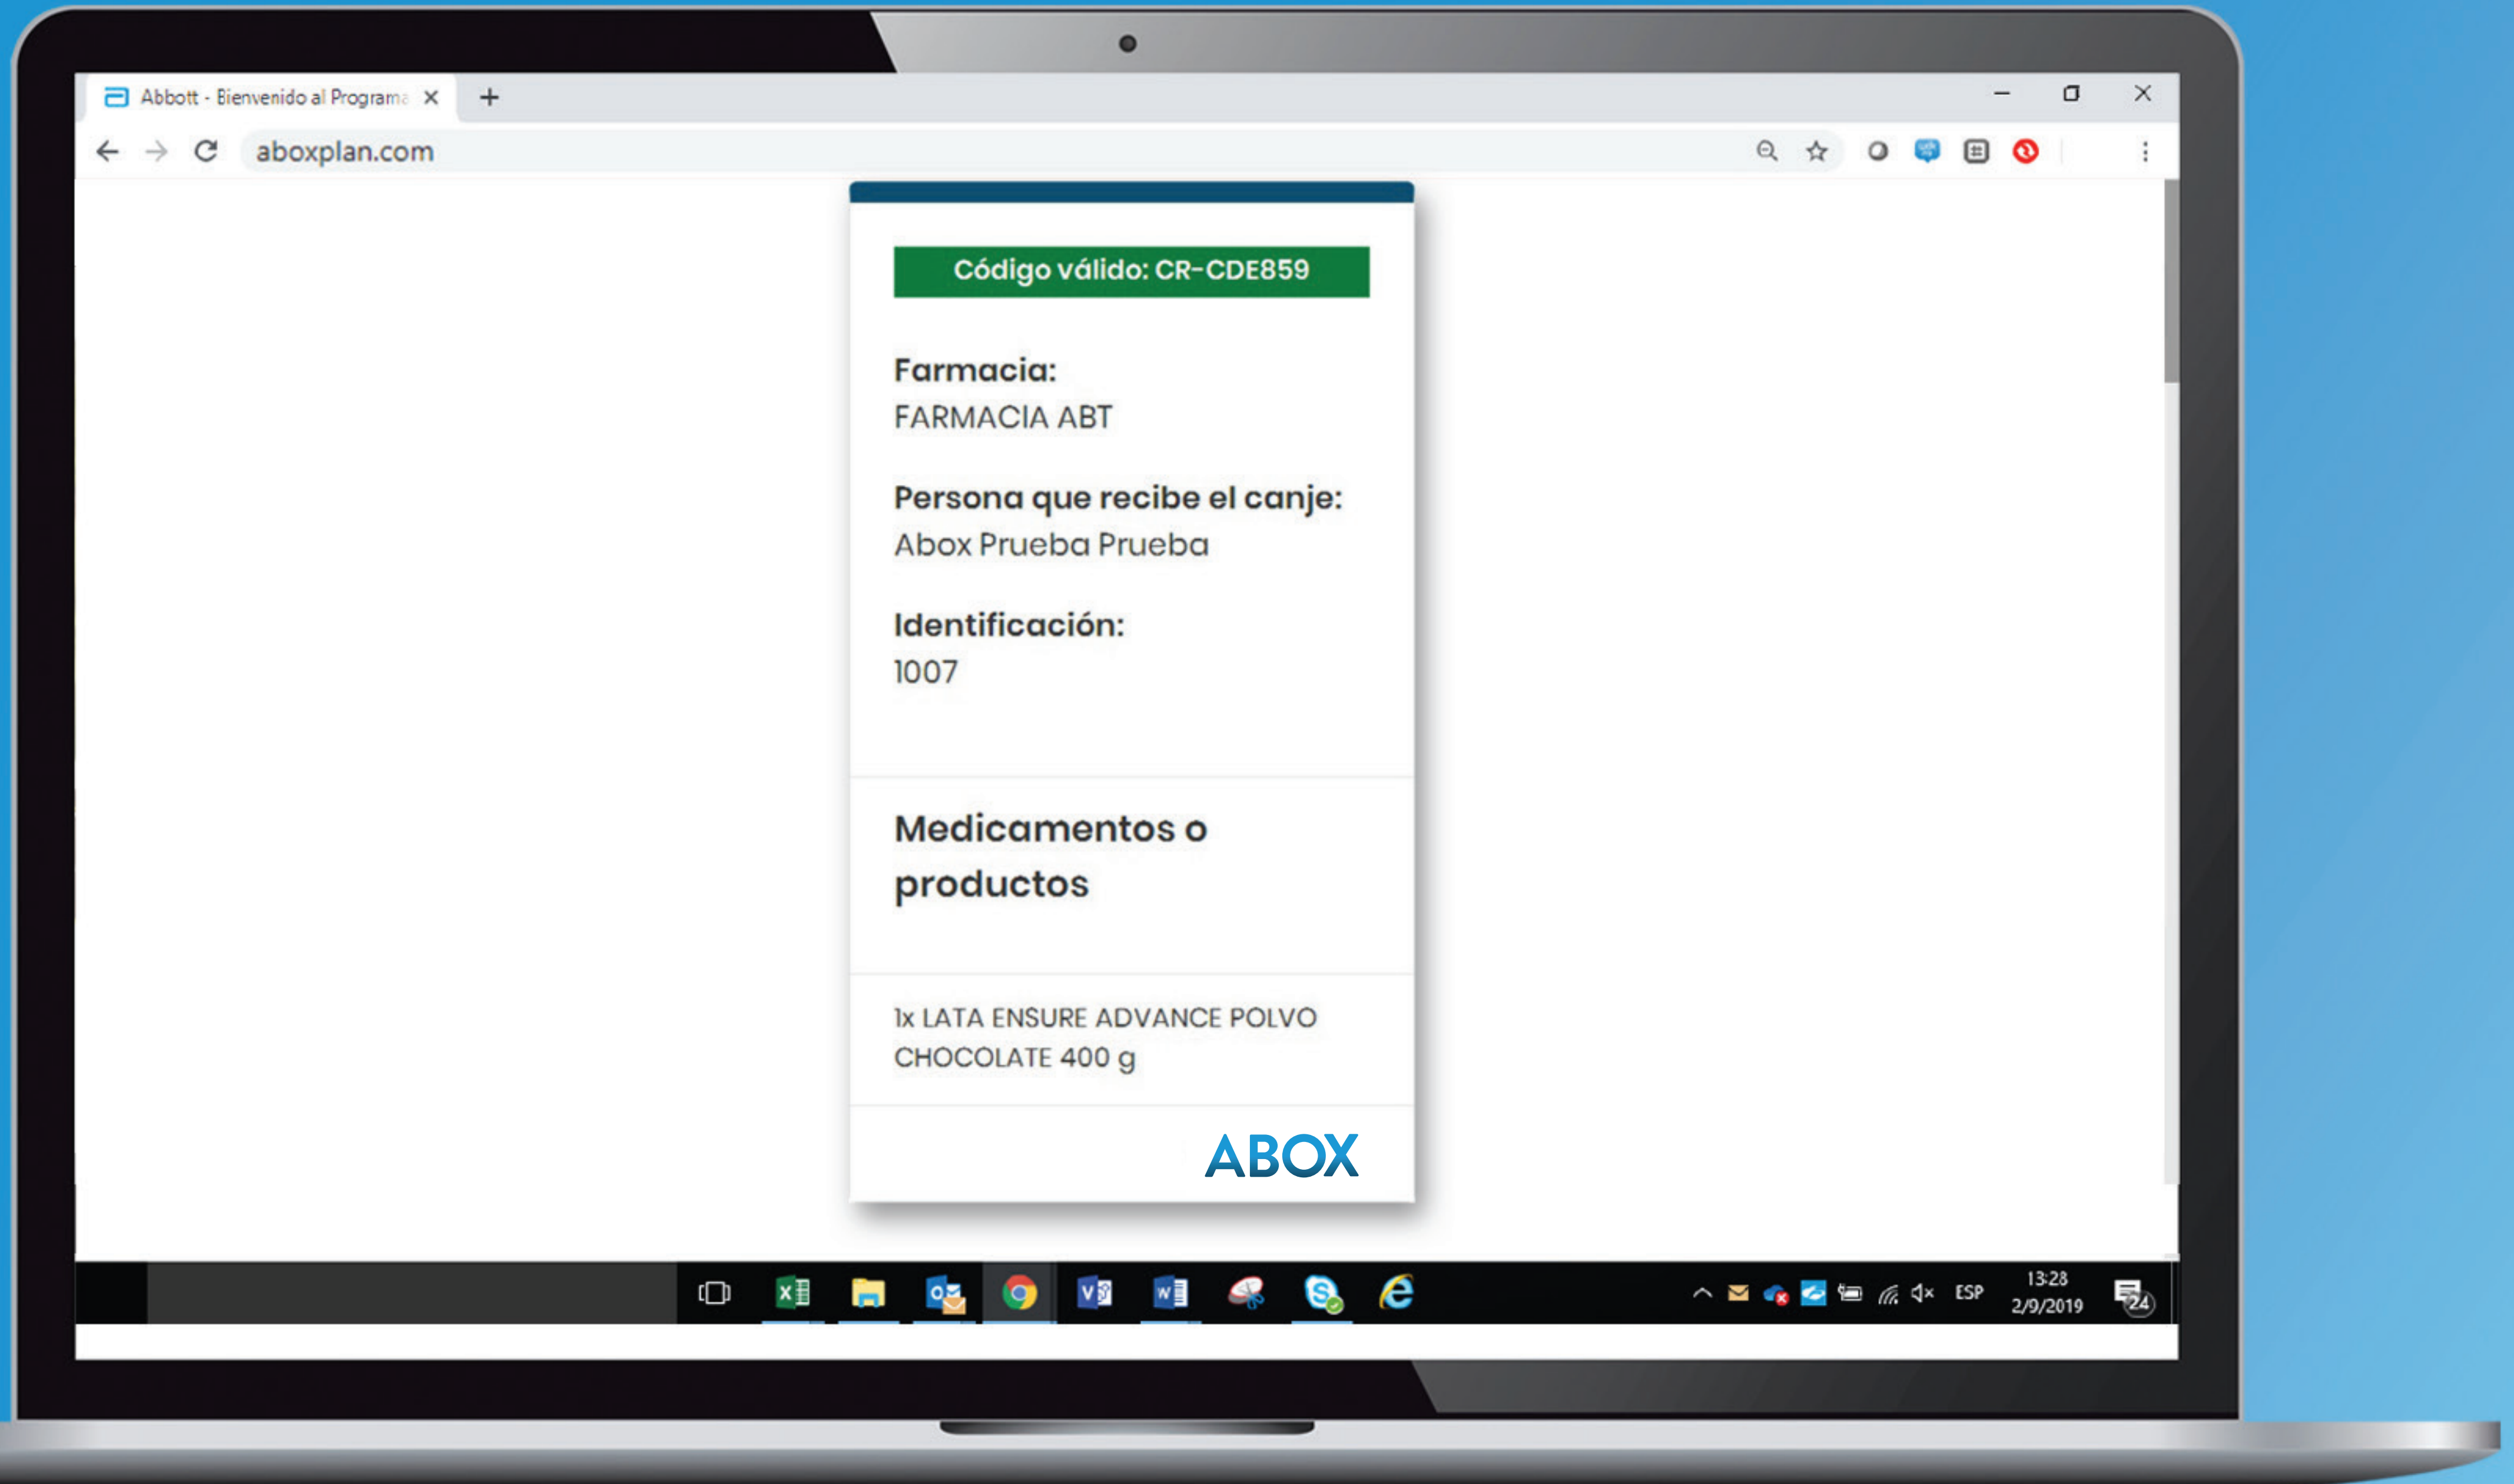 Abbott - Bienvenido al Programa
aboxplan.com
Código válido: CR-CDE859
Farmacia:
FARMACIA ABT
Persona que recibe el canje:
Abox Prueba Prueba
Identificación:
1007
Medicamentos o
productos
1x LATA ENSURE ADVANCE POLVO
CHOCOLATE 400 g
ABOX
ESP
13:28
2/9/2019
24